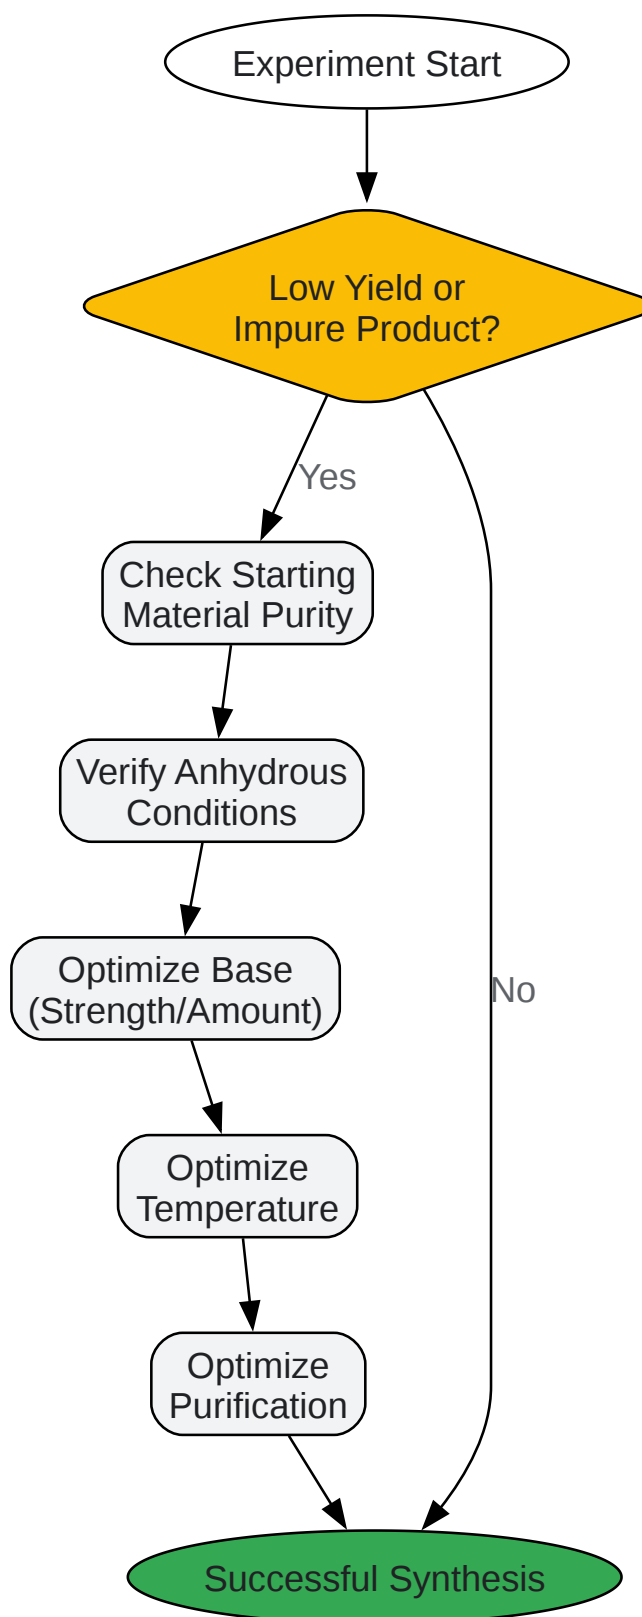 Experiment Start
Low Yield or
Impure Product?
Yes
Check Starting
Material Purity
Verify Anhydrous
Conditions
Optimize Base
(Strength/Amount)
No
Optimize
Temperature
Optimize
Purification
Successful Synthesis